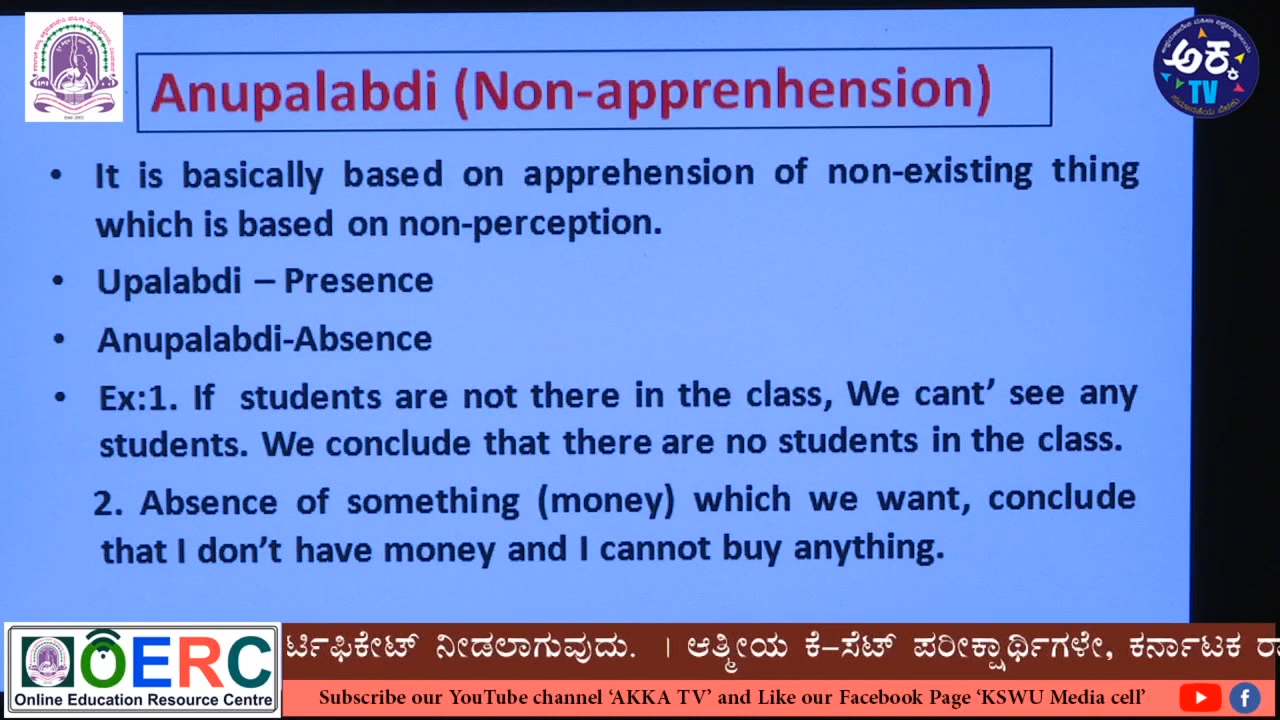 ಅಕ್ಕ
TV
Anupalabdi (Non-apprenhension)
• It is basically based on apprehension of non-existing thing
which is based on non-perception.
• Upalabdi – Presence
• Anupalabdi-Absence
• Ex:1. If students are not there in the class, We cant’ see any
students. We conclude that there are no students in the class.
2. Absence of something (money) which we want, conclude
that I don’t have money and I cannot buy anything.
OERC
Online Education Resource Centre
ರ್ಟಿಫಿಕೇಟ್ ನೀಡಲಾಗುವುದು. । ಆತ್ಮೀಯ ಕೆ-ಸೆಟ್ ಪರೀಕ್ಷಾರ್ಥಿಗಳೇ, ಕರ್ನಾಟಕ ರಾ
Subscribe our YouTube channel ‘AKKA TV’ and Like our Facebook Page ‘KSWU Media cell’